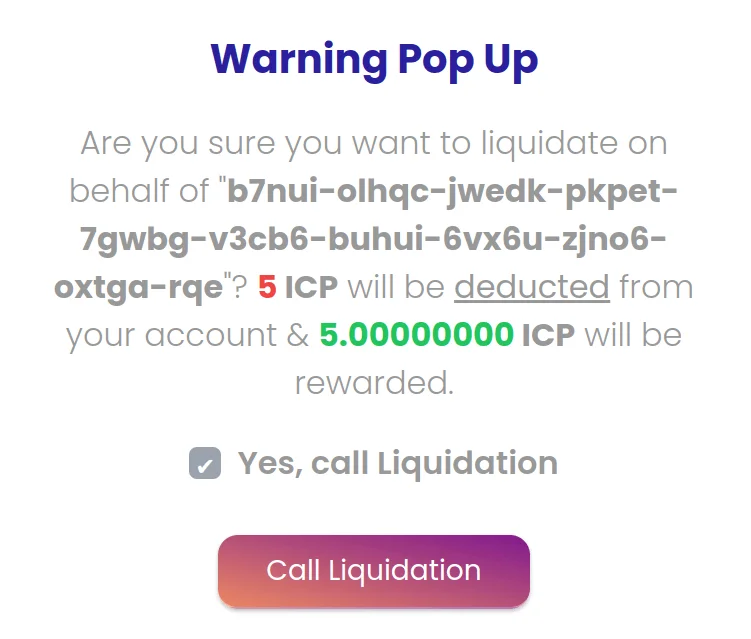 Warning Pop Up
Are you sure you want to liquidate on
behalf of "b7nui-olhqc-jwedk-pkpet-
7gwbg-v3cb6-buhui-6vx6u-zjno6-
oxtga-rqe"? 5 ICP will be deducted from
your account & 5.00000000 ICP will be
rewarded.
Yes, call Liquidation
Call Liquidation